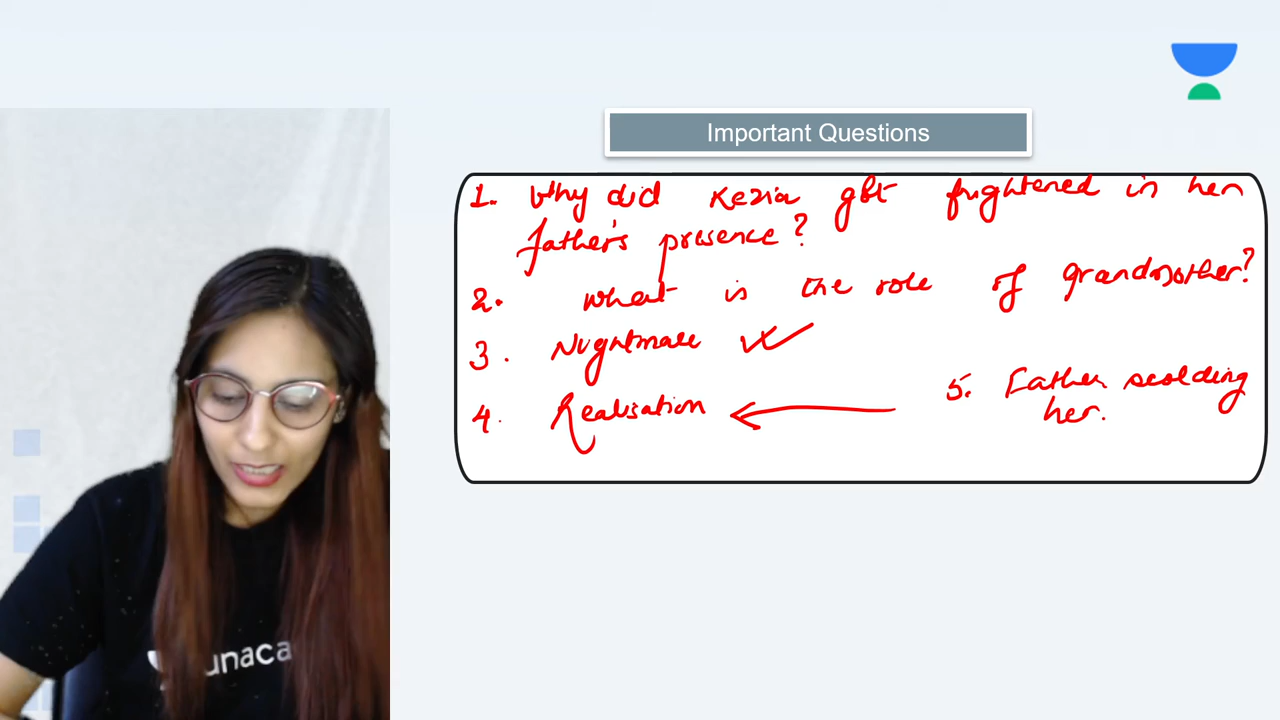 Important Questions
1. Why did Kezia get frightened in her
father's presence?
2. What is the role of grandmother?
3. Nightmare
4. Realisation
5. Father scolding
her.
unaca